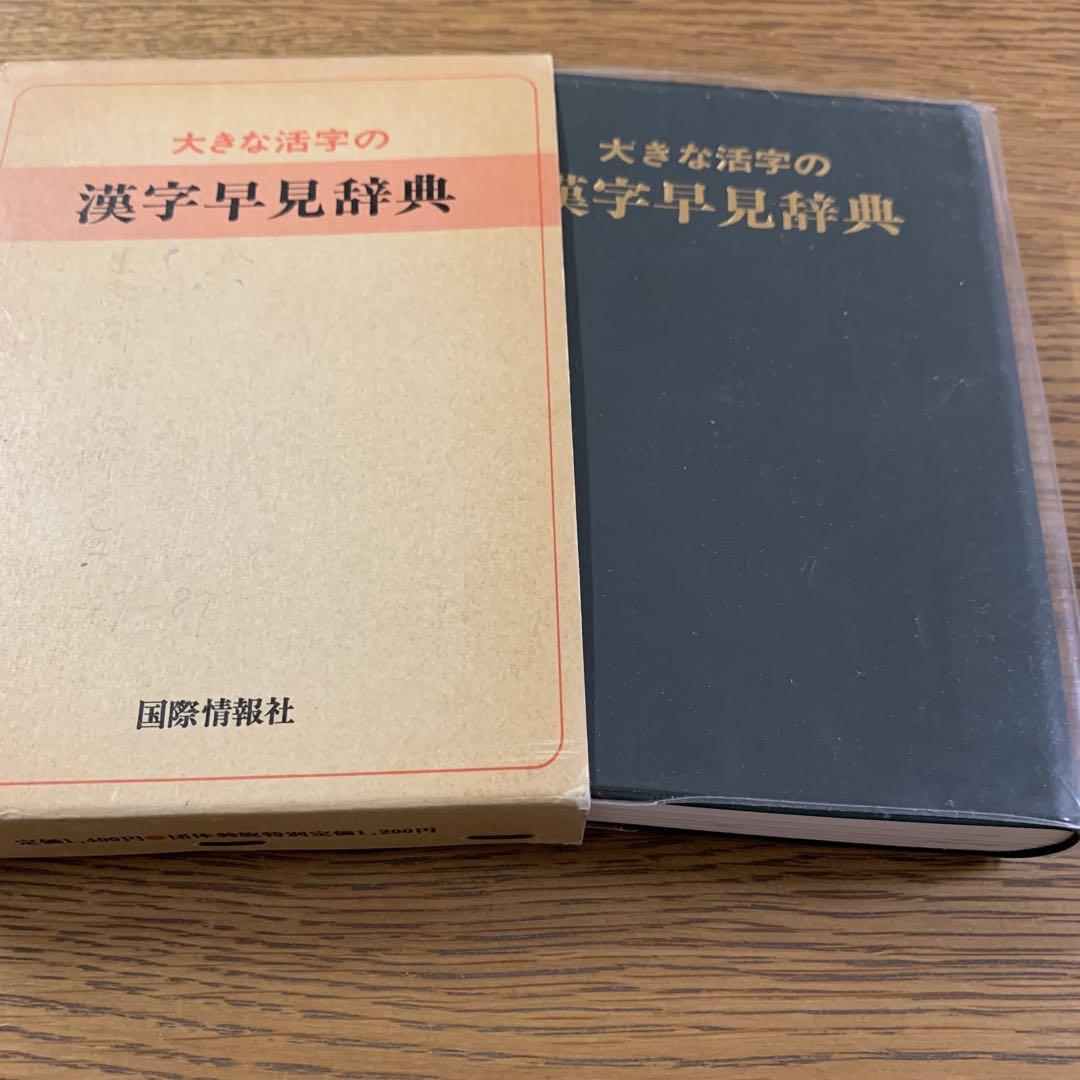 大きな活字の
漢字早見辞典
国際情報社
定価1,400円●団体斡旋特別定価1,200円
大きな活字の
漢字早見辞典